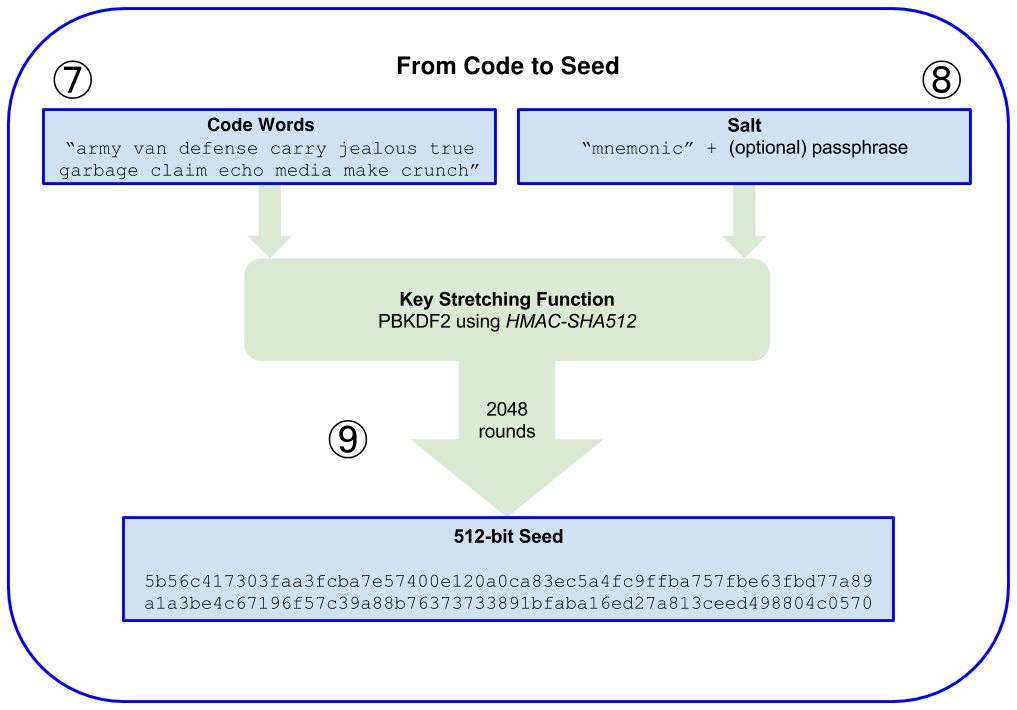 From Code to Seed
⑦
⑧
Code Words
“army van defense carry jealous true
garbage claim echo media make crunch”
Salt
“mnemonic” + (optional) passphrase
Key Stretching Function
PBKDF2 using HMAC-SHA512
2048
rounds
⑨
512-bit Seed
5b56c417303faa3fcba7e57400e120a0ca83ec5a4fc9ffba757fbe63fbd77a89
a1a3be4c67196f57c39a88b76373733891bfaba16ed27a813ceed498804c0570